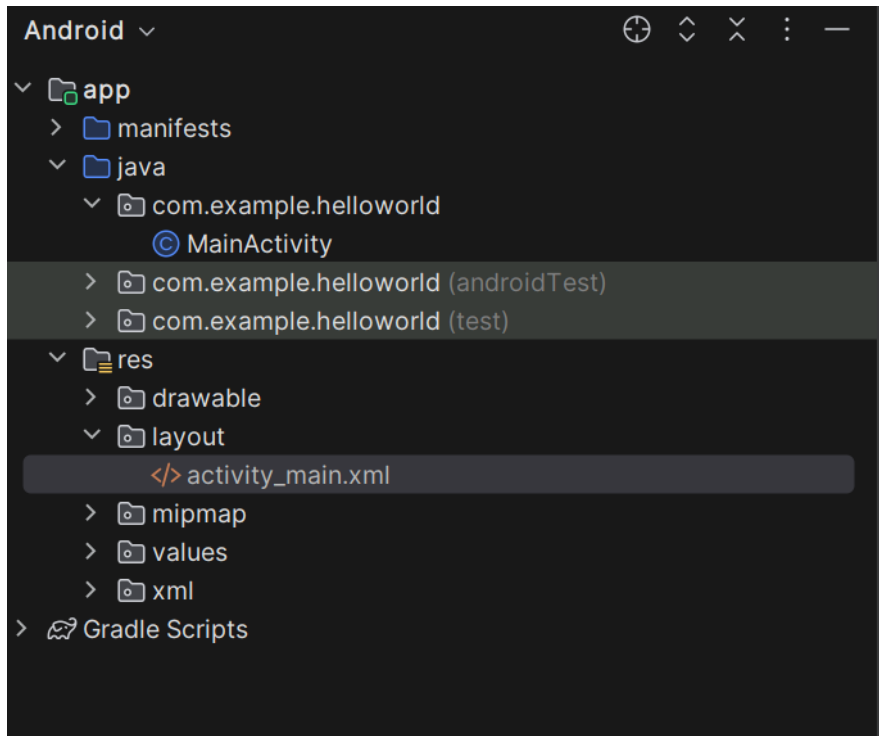 Android
app
manifests
java
com.example.helloworld
MainActivity
com.example.helloworld (androidTest)
com.example.helloworld (test)
res
drawable
layout
</> activity_main.xml
mipmap
values
xml
Gradle Scripts